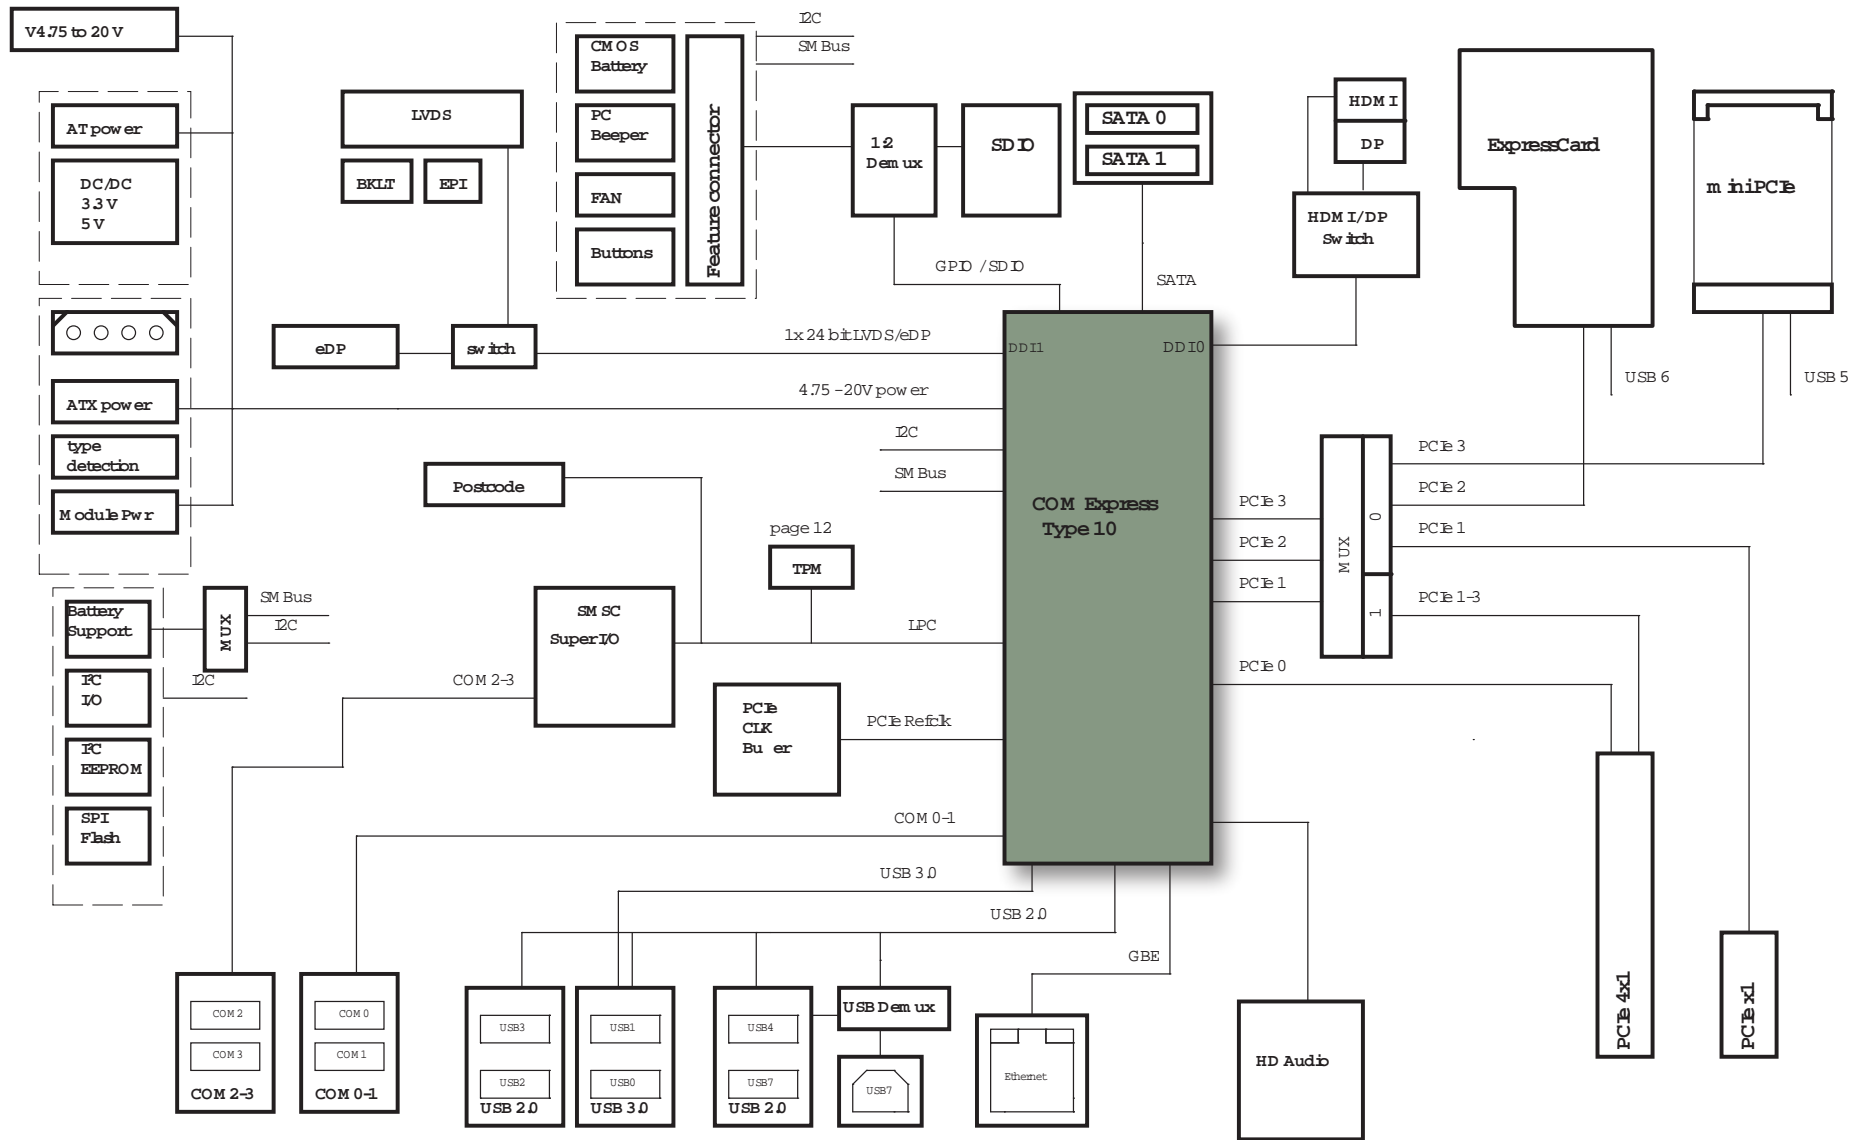 V4.75 to 20 V
AT power
DC/DC
3.3 V
5 V
ATX power
type
detection
Module Pwr
Battery
Support
I²C
I/O
I²C
EEPROM
SPI
Flash
MUX
SMBus
I2C
I2C
LVDS
BKLT
EPI
eDP
switch
CMOS
Battery
PC
Beeper
FAN
Buttons
Feature connector
I2C
SMBus
1:2
Demux
SDIO
GPIO / SDIO
SATA 0
SATA 1
SATA
HDMI
DP
HDMI/DP
Switch
ExpressCard
miniPCIe
USB 6
USB 5
1x 24 bit LVDS/eDP
4.75 - 20V power
I2C
SMBus
DDI1
DDI0
COM Express
Type 10
Postcode
page 12
TPM
SMSC
Super I/O
LPC
COM 2-3
PCIe
CLK
Bu er
PCIe Refclk
COM 0-1
PCIe 3
PCIe 2
PCIe 1
MUX
0
1
PCIe 3
PCIe 2
PCIe 1
PCIe 1-3
PCIe 0
USB 3.0
USB 2.0
GBE
COM 2
COM 3
COM 2-3
COM 0
COM 1
COM 0-1
USB3
USB2
USB 2.0
USB1
USB0
USB 3.0
USB4
USB7
USB 2.0
USB Demux
USB7
Ethernet
HD Audio
PCIe 4x1
PCIe x1